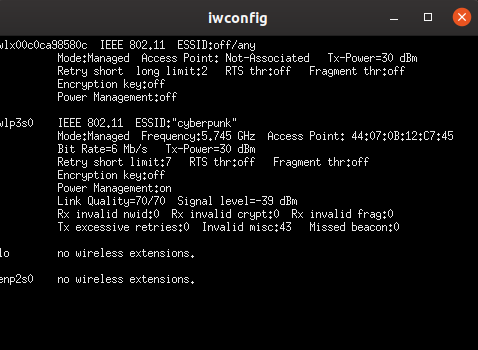 iwconfig
wlx00c0ca98580c IEEE 802.11 ESSID:off/any
Mode:Managed Access Point: Not-Associated Tx-Power=30 dBm
Retry short long limit:2 RTS thr:off Fragment thr:off
Encryption key:off
Power Management:off
wlp3s0 IEEE 802.11 ESSID:"cyberpunk"
Mode:Managed Frequency:5.745 GHz Access Point: 44:07:0B:12:C7:45
Bit Rate=6 Mb/s Tx-Power=30 dBm
Retry short limit:7 RTS thr:off Fragment thr:off
Encryption key:off
Power Management:on
Link Quality=70/70 Signal level=-39 dBm
Rx invalid nwid:0 Rx invalid crypt:0 Rx invalid frag:0
Tx excessive retries:0 Invalid misc:43 Missed beacon:0
lo no wireless extensions.
enp2s0 no wireless extensions.